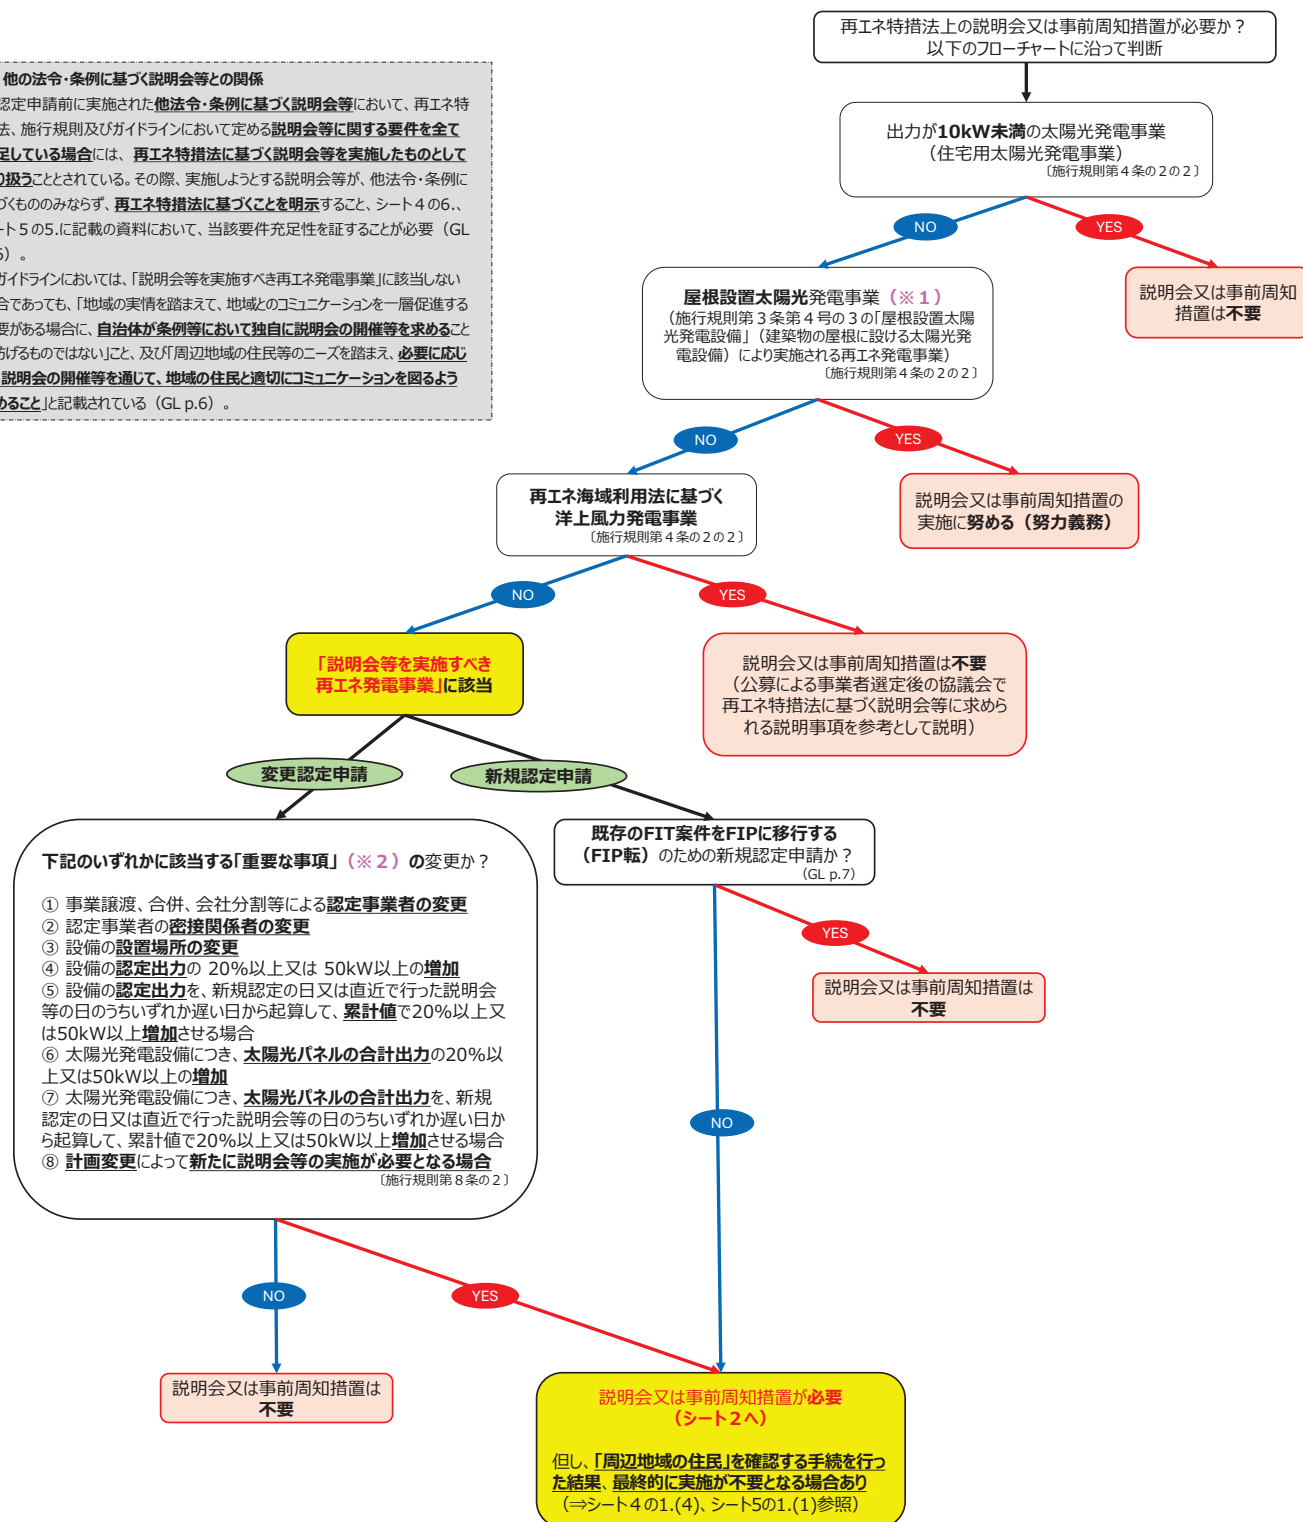 再エネ特措法上の説明会又は事前周知措置が必要か？
以下のフローチャートに沿って判断
他の法令・条例に基づく説明会等との関係
認定申請前に実施された他法令・条例に基づく説明会等において、再エネ特
法、施行規則及びガイドラインにおいて定める説明会等に関する要件を全て
足している場合には、再エネ特措法に基づく説明会等を実施したものとして
り扱うこととされている。その際、実施しようとする説明会等が、他法令・条例に
づくもののみならず、再エネ特措法に基づくことを明示すること、シート４の6.、
ート５の5.に記載の資料において、当該要件充足性を証することが必要（GL
6）。
ガイドラインにおいては、「説明会等を実施すべき再エネ発電事業」に該当しない
合であっても、「地域の実情を踏まえて、地域とのコミュニケーションを一層促進する
要がある場合に、自治体が条例等において独自に説明会の開催等を求めること
妨げるものではない」こと、及び「周辺地域の住民等のニーズを踏まえ、必要に応じ
説明会の開催等を通じて、地域の住民と適切にコミュニケーションを図るよう
めること」と記載されている（GL p.6）。
出力が10kW未満の太陽光発電事業
（住宅用太陽光発電事業）
〔施行規則第４条の２の２〕
NO
YES
説明会又は事前周知
措置は不要
屋根設置太陽光発電事業（※１）
（施行規則第３条第４号の３の「屋根設置太陽
光発電設備」（建築物の屋根に設ける太陽光発
電設備）により実施される再エネ発電事業）
〔施行規則第４条の２の２〕
NO
YES
説明会又は事前周知措置の
実施に努める（努力義務）
再エネ海域利用法に基づく
洋上風力発電事業
〔施行規則第４条の２の２〕
NO
YES
「説明会等を実施すべき
再エネ発電事業」に該当
説明会又は事前周知措置は不要
（公募による事業者選定後の協議会で
再エネ特措法に基づく説明会等に求めら
れる説明事項を参考として説明）
変更認定申請
新規認定申請
下記のいずれかに該当する「重要な事項」（※２）の変更か？
① 事業譲渡、合併、会社分割等による認定事業者の変更
② 認定事業者の密接関係者の変更
③ 設備の設置場所の変更
④ 設備の認定出力の 20%以上又は 50kW以上の増加
⑤ 設備の認定出力を、新規認定の日又は直近で行った説明会
等の日のうちいずれか遅い日から起算して、累計値で20%以上又
は50kW以上増加させる場合
⑥ 太陽光発電設備につき、太陽光パネルの合計出力の20%以
上又は50kW以上の増加
⑦ 太陽光発電設備につき、太陽光パネルの合計出力を、新規
認定の日又は直近で行った説明会等の日のうちいずれか遅い日か
ら起算して、累計値で20%以上又は50kW以上増加させる場合
⑧ 計画変更によって新たに説明会等の実施が必要となる場合
〔施行規則第８条の２〕
既存のFIT案件をFIPに移行する
（FIP転）のための新規認定申請か？
（GL p.7）
YES
説明会又は事前周知措置は
不要
NO
NO
YES
説明会又は事前周知措置は
不要
説明会又は事前周知措置が必要
（シート２へ）
但し、「周辺地域の住民」を確認する手続を行っ
た結果、最終的に実施が不要となる場合あり
（⇒シート４の1.(4)、シート5の1.(1)参照）